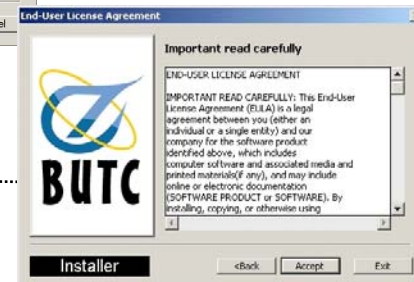 el
End-User License Agreement
Important read carefully
END-USER LICENSE AGREEMENT
IMPORTANT READ CAREFULLY: This End-User
License Agreement (EULA) is a legal
agreement between you (either an
individual or a single entity) and our
company for the software product
identified above, which includes
computer software and associated media and
printed materials(if any), and may include
online or electronic documentation
(SOFTWARE PRODUCT or SOFTWARE). By
installing, copying, or otherwise using
BUTC
Installer
<Back
Accept
Exit